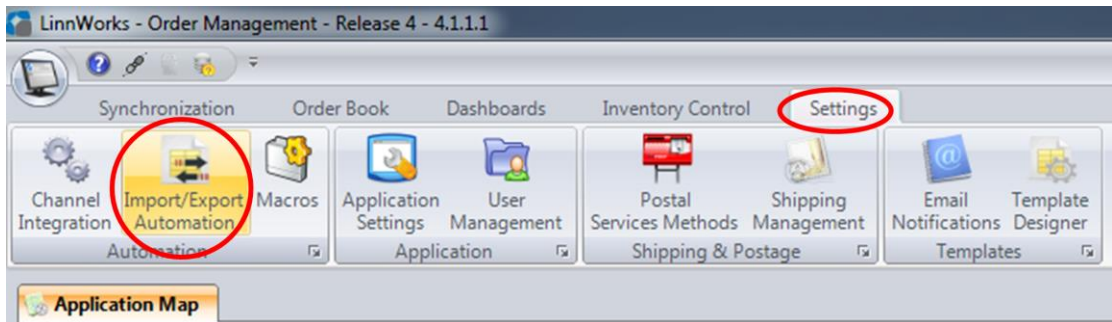 LinnWorks - Order Management - Release 4 - 4.1.1.1
Synchronization Order Book Dashboards Inventory Control Settings
Channel Integration
Import/Export Automation
Macros
Application Settings
User Management
Postal Services Methods
Shipping Management
Email Notifications
Template Designer
Automation Application Shipping & Postage Templates
Application Map